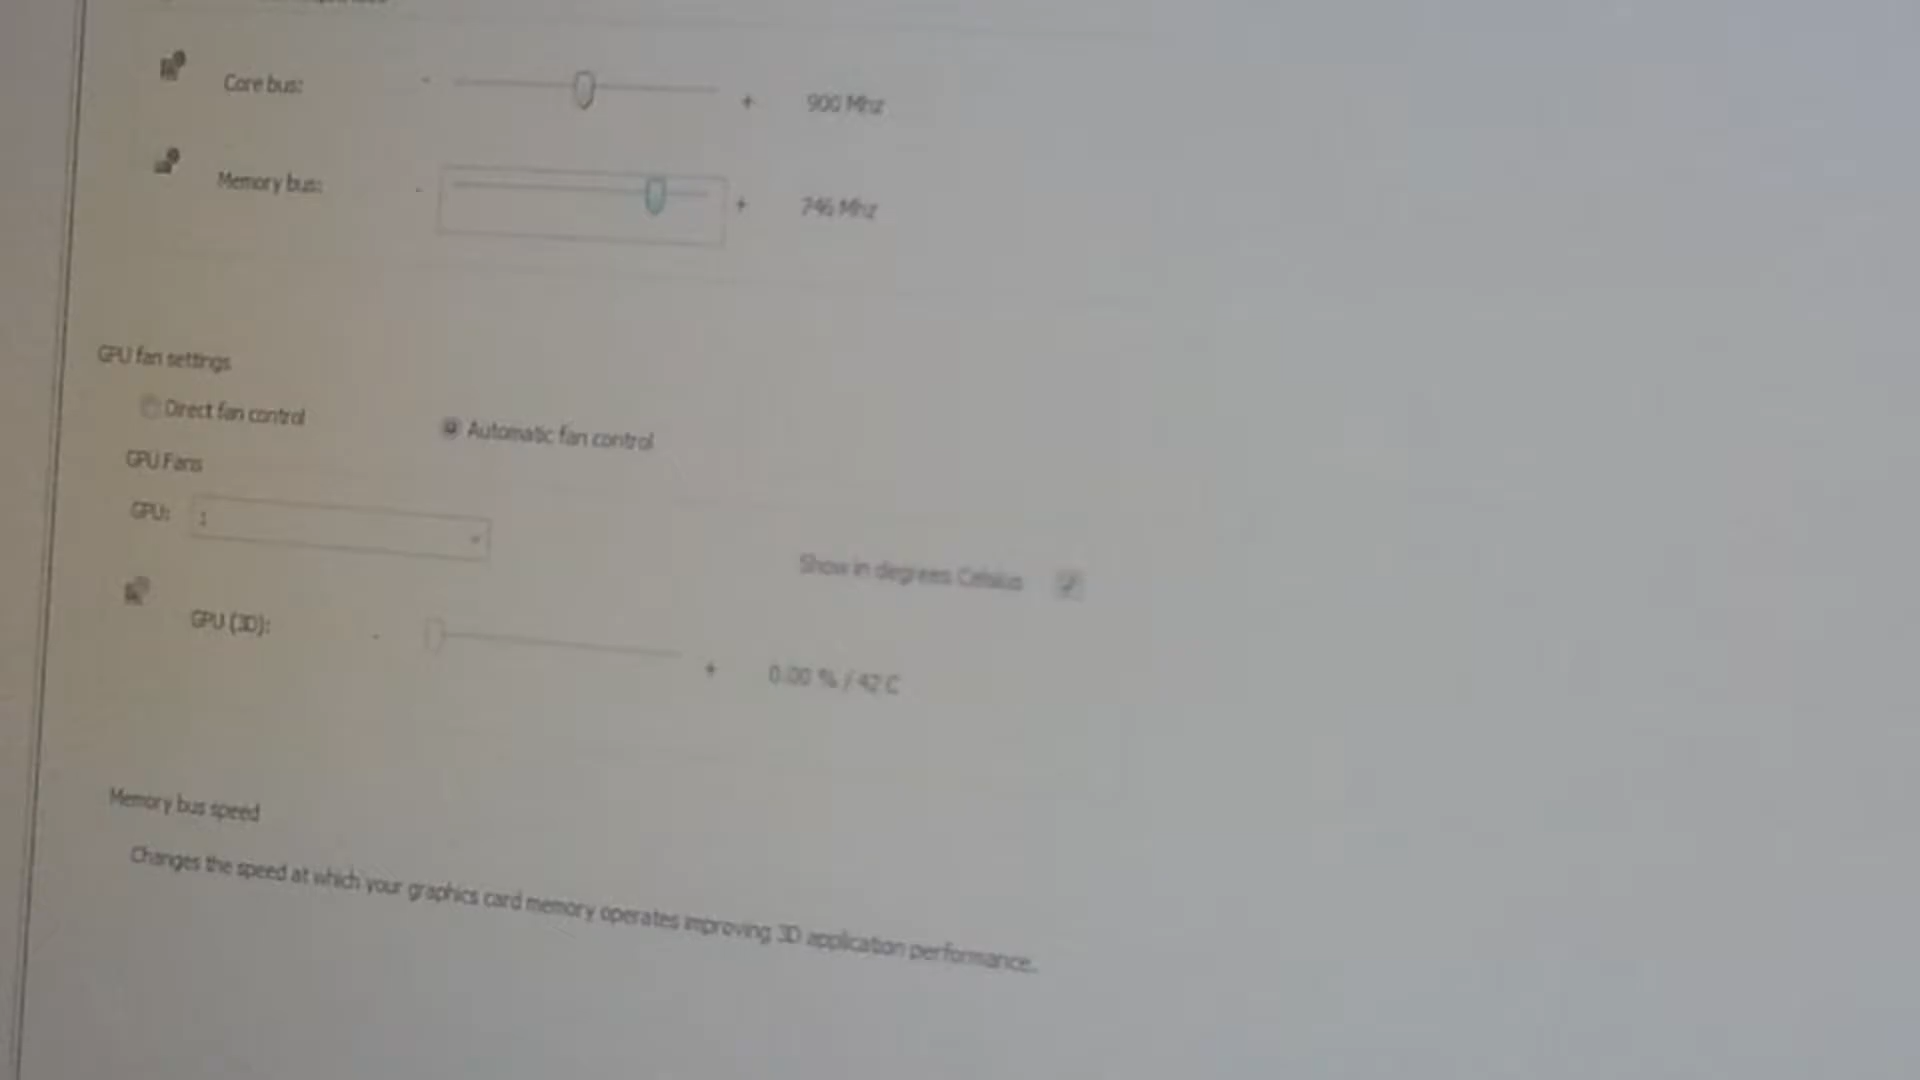 Core bus: - + 900 Mhz
Memory bus: - + 746 Mhz
GPU fan settings
Direct fan control Automatic fan control
GPU Fans
GPU: 1
Show in degrees Celsius
GPU (3D): - + 0.00 % / 42 C
Memory bus speed
Changes the speed at which your graphics card memory operates improving 3D application performance.